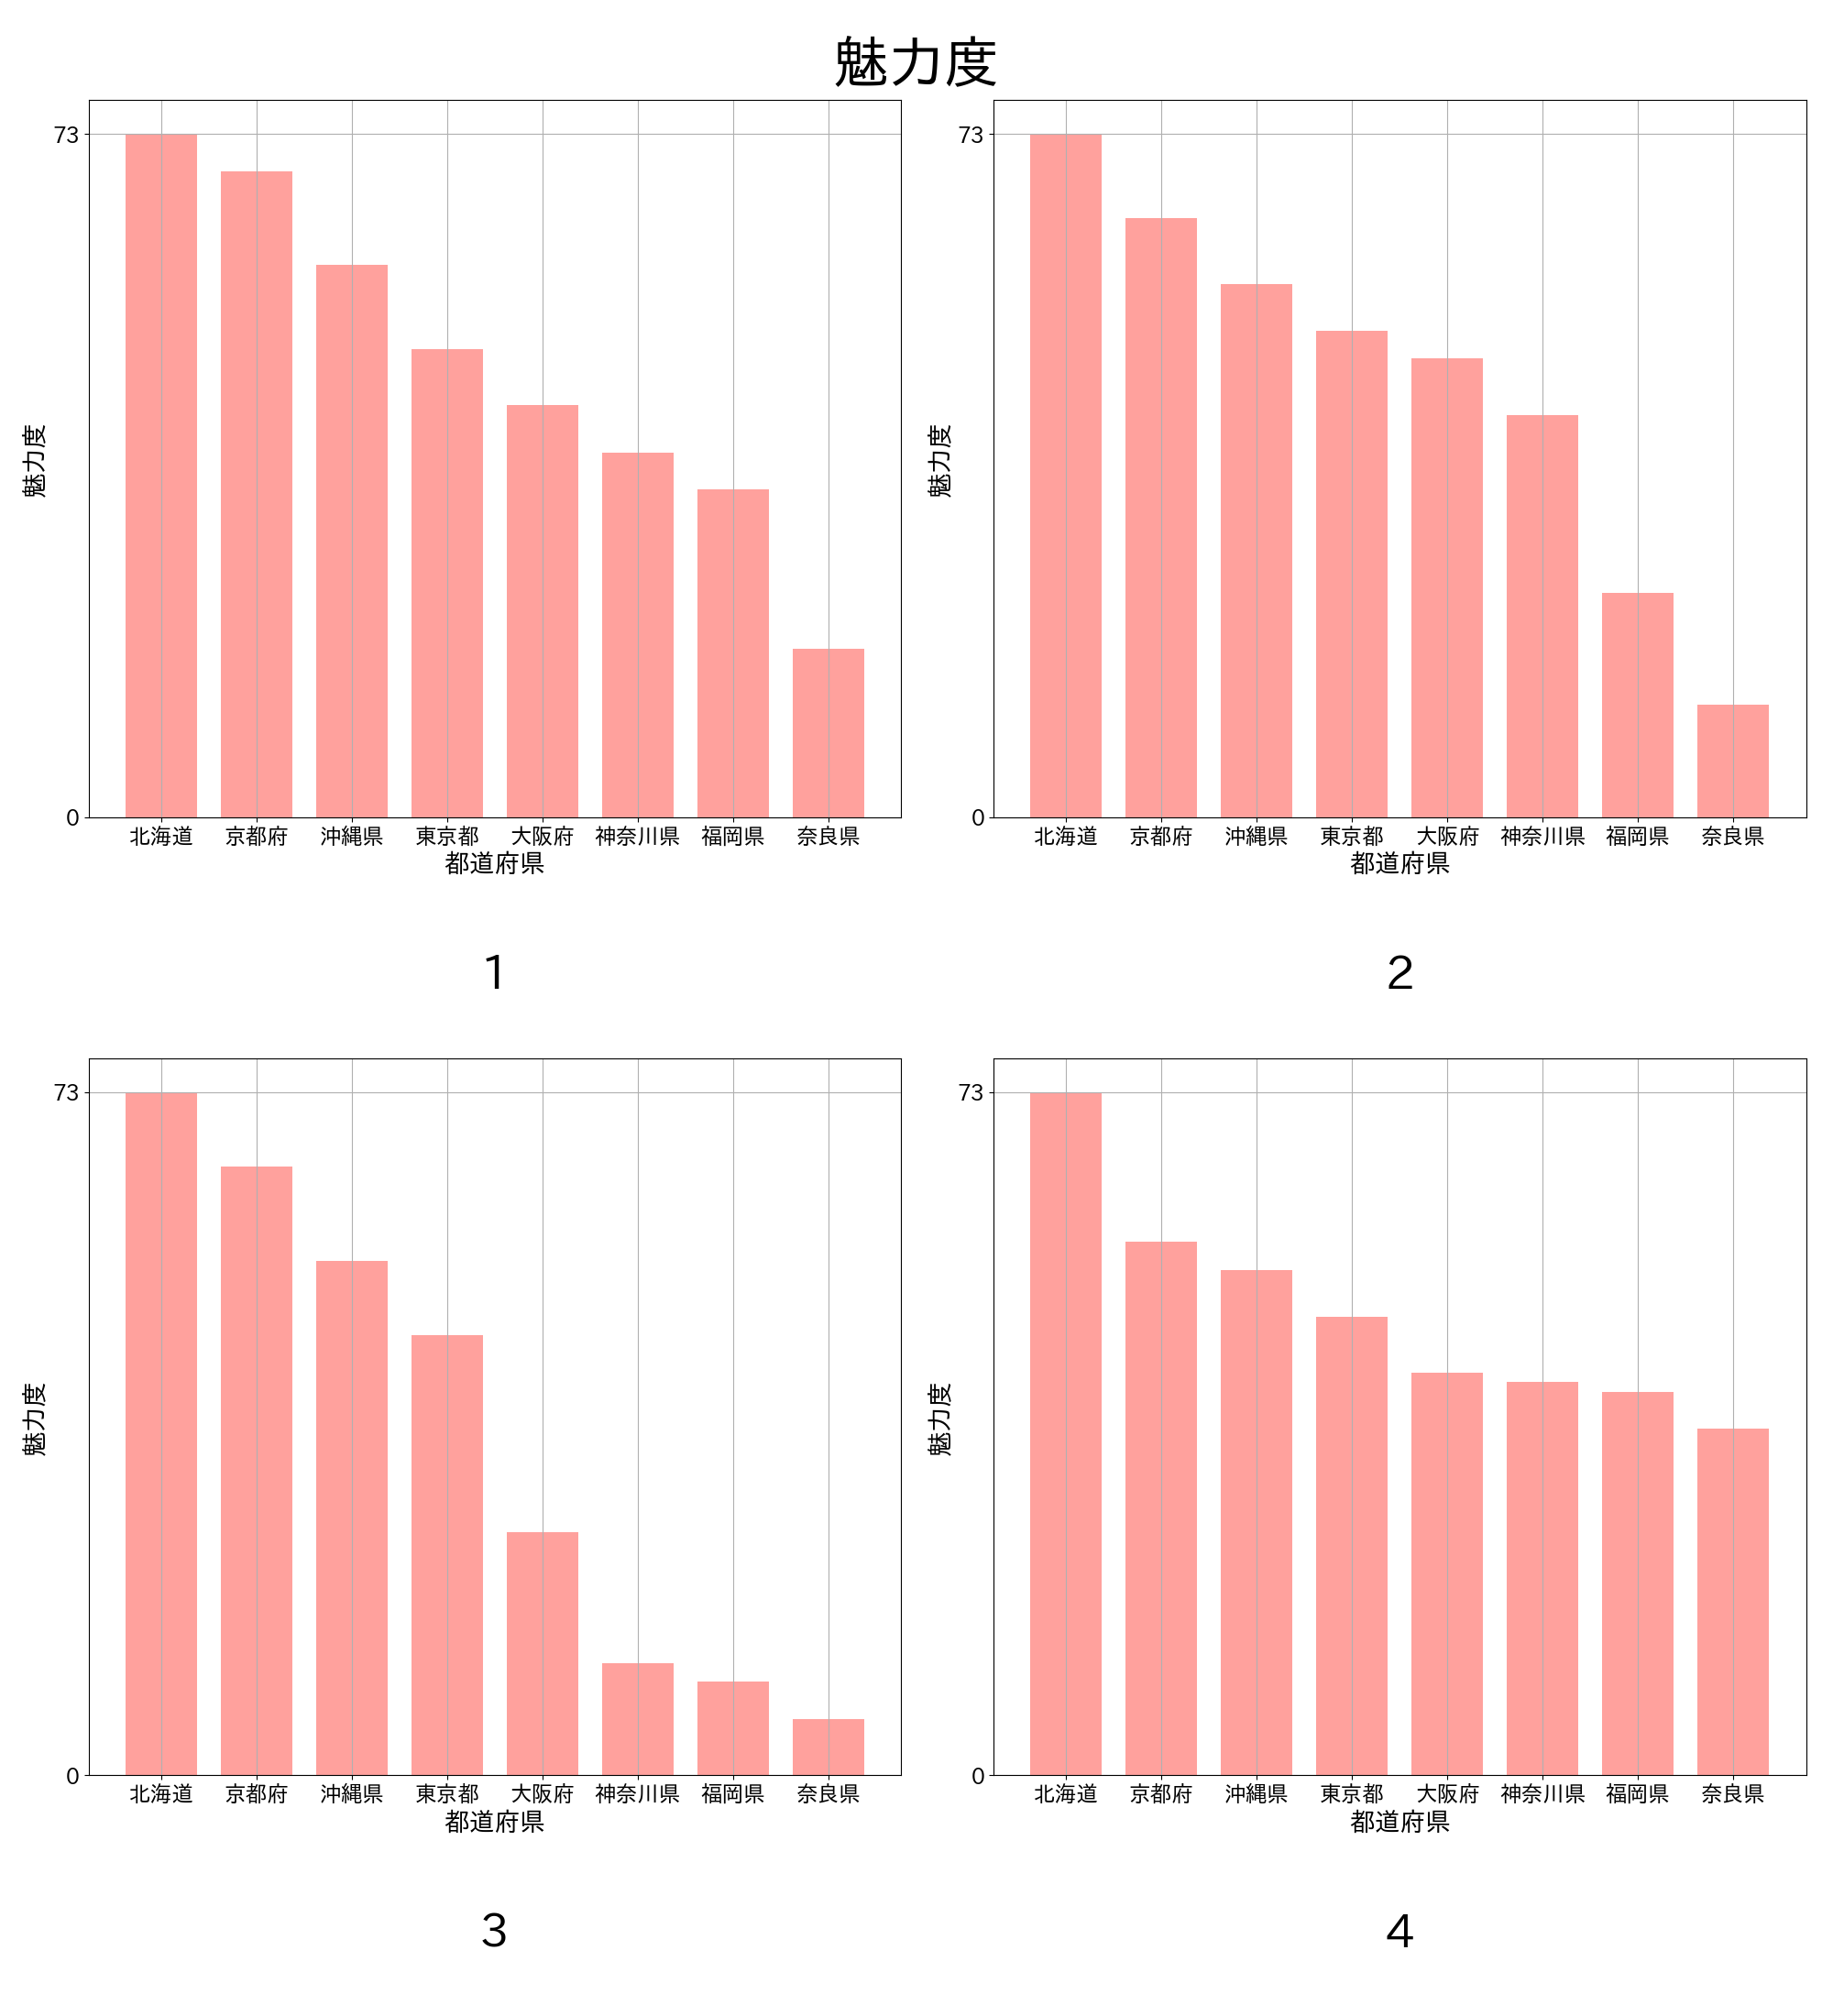 魅力度
73
0
魅力度
北海道 京都府 沖縄県 東京都 大阪府 神奈川県 福岡県 奈良県
都道府県
1
73
0
魅力度
北海道 京都府 沖縄県 東京都 大阪府 神奈川県 福岡県 奈良県
都道府県
2
73
0
魅力度
北海道 京都府 沖縄県 東京都 大阪府 神奈川県 福岡県 奈良県
都道府県
3
73
0
魅力度
北海道 京都府 沖縄県 東京都 大阪府 神奈川県 福岡県 奈良県
都道府県
4